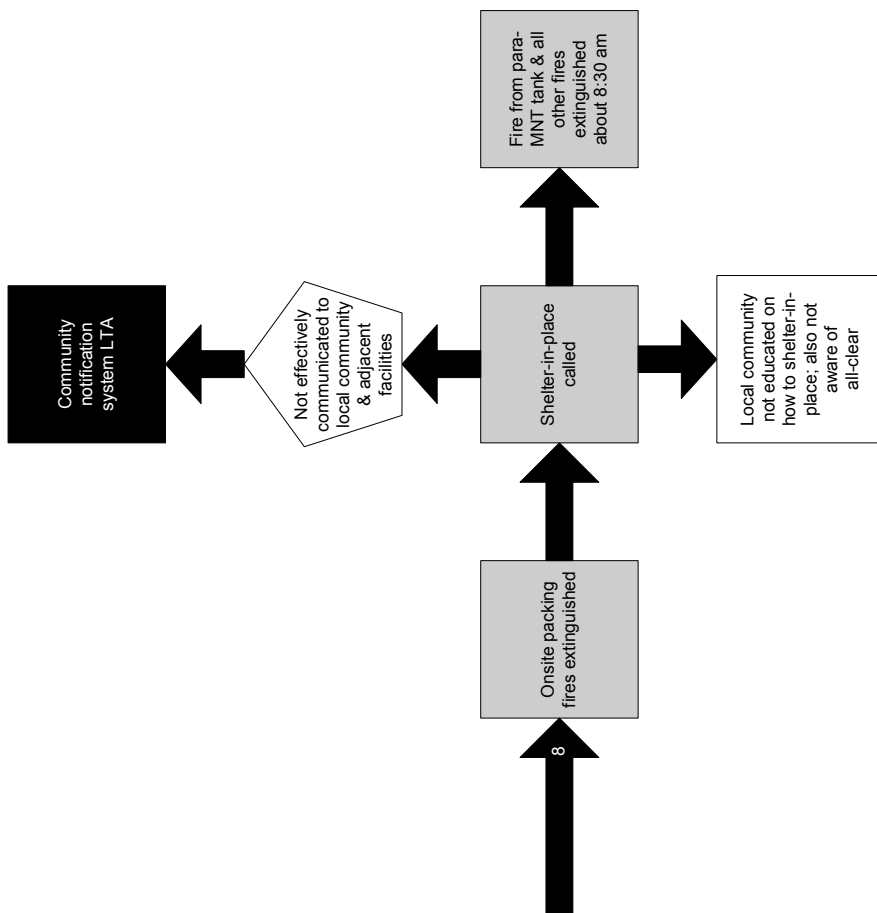 Community
notification
system LTA
Not effectively
communicated to
local community
& adjacent
facilities
8
Onsite packing
fires extinguished
Shelter-in-place
called
Fire from para-
MNT tank & all
other fires
extinguished
about 8:30 am
Local community
not educated on
how to shelter-in-
place; also not
aware of
all-clear